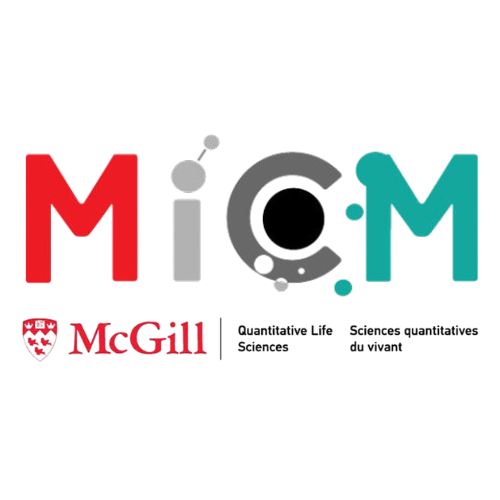 MiCM
McGill
Quantitative Life
Sciences
Sciences quantitatives
du vivant